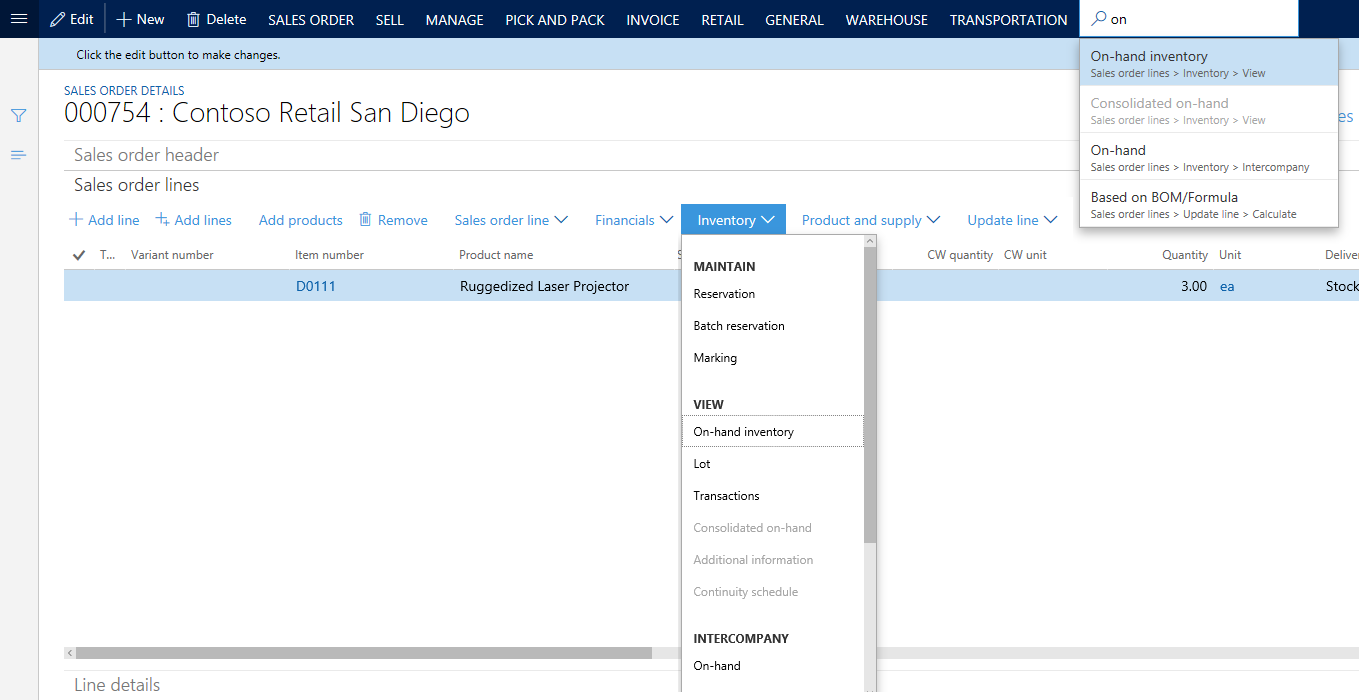 Edit New Delete SALES ORDER SELL MANAGE PICK AND PACK INVOICE RETAIL GENERAL WAREHOUSE TRANSPORTATION on
Click the edit button to make changes.
On-hand inventory
Sales order lines > Inventory > View
Consolidated on-hand
Sales order lines > Inventory > View
On-hand
Sales order lines > Inventory > Intercompany
Based on BOM/Formula
Sales order lines > Update line > Calculate
SALES ORDER DETAILS
000754 : Contoso Retail San Diego
Sales order header
Sales order lines
Add line Add lines Add products Remove Sales order line Financials Inventory Product and supply Update line
T... Variant number Item number Product name CW quantity CW unit Quantity Unit
D0111 Ruggedized Laser Projector 3.00 ea Stock
MAINTAIN
Reservation
Batch reservation
Marking
VIEW
On-hand inventory
Lot
Transactions
Consolidated on-hand
Additional information
Continuity schedule
INTERCOMPANY
On-hand
Line details